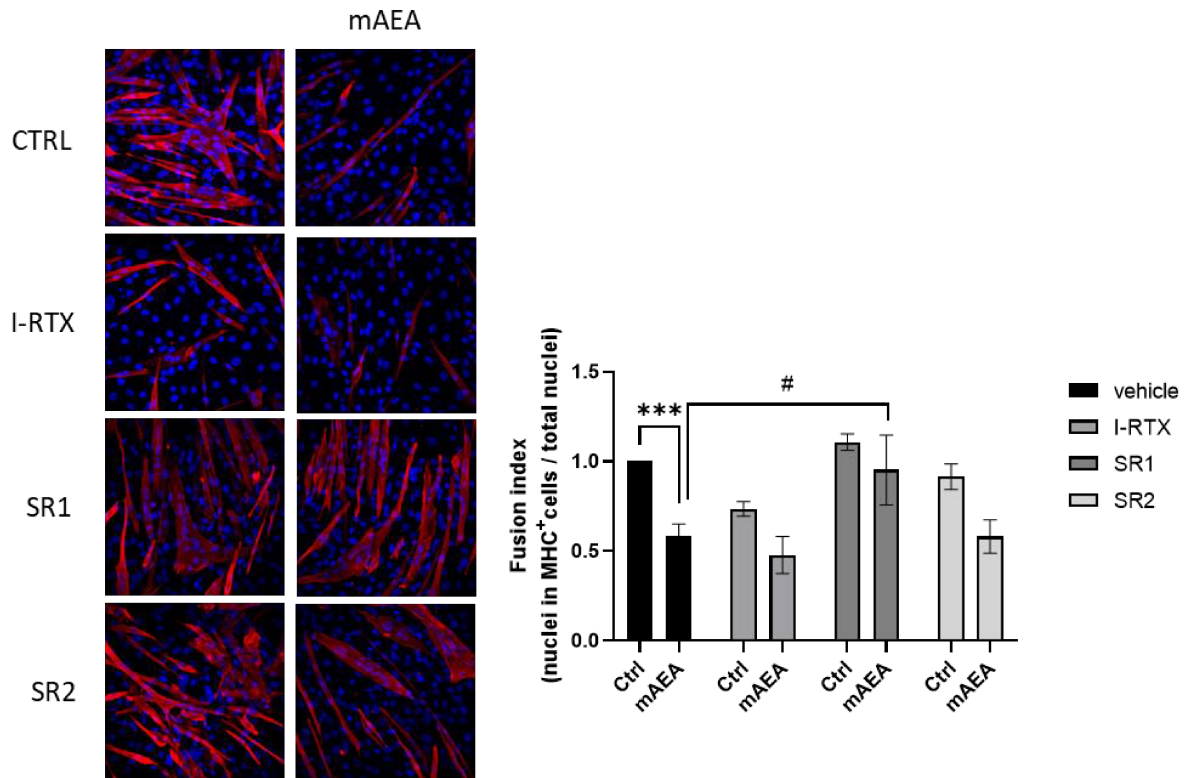 mAEA
CTRL
I-RTX
SR1
SR2
Fusion index
(nuclei in MHC⁺cells / total nuclei)
1.5
1.0
0.5
0.0
***
#
Ctrl
mAEA
Ctrl
mAEA
Ctrl
mAEA
Ctrl
mAEA
vehicle
I-RTX
SR1
SR2